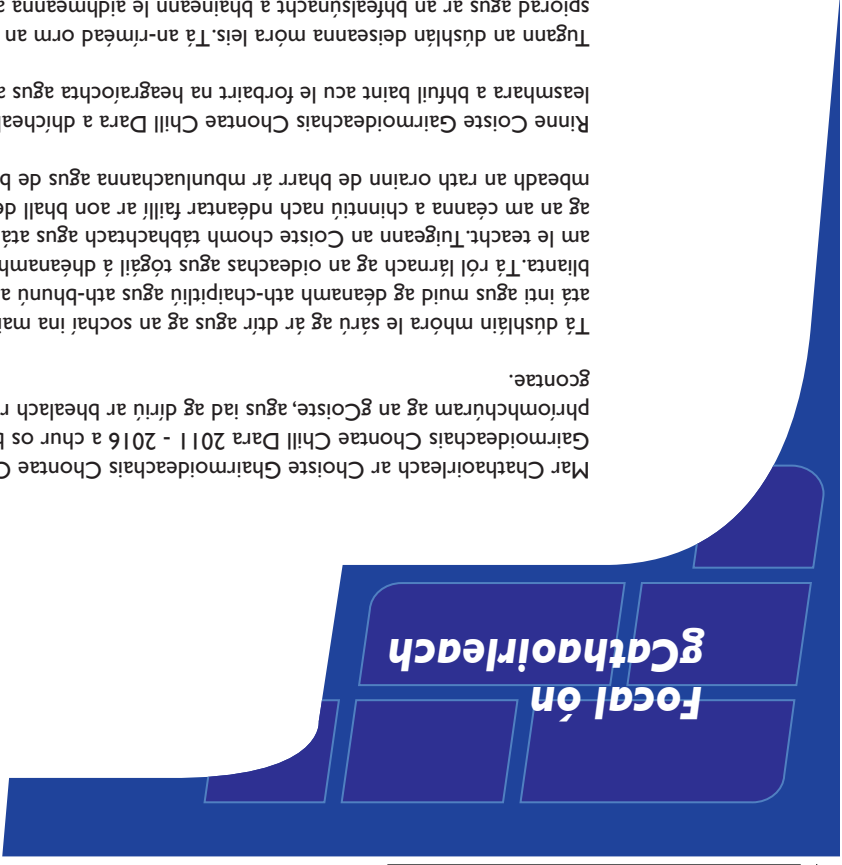 Focal ón
gCathaoirleach
Mar Chathaoirleach ar Choiste Ghairmoideachais Chontae C
Gairmoideachais Chontae Chill Dara 2011 - 2016 a chur os b
phríomhchúram ag an gCoiste, agus iad ag díriú ar bhealach r
gcontae.
Tá dúshláin mhóra le sárú ag ár dtír agus ag an sochaí ina mai
atá inti agus muid ag déanamh ath-chaipitliú agus ath-bhunú a
blianta. Tá ról lárnach ag an oideachas agus tógáil á dhéanamh
am le teacht. Tuigeann an Coiste chomh tábhachtach agus atá
ag an am céanna a chinntiú nach ndéantar faillí ar aon bhall de
mbeadh an rath orainn de bharr ár mbunluachanna agus de b
Rinne Coiste Gairmoideachais Chontae Chill Dara a dhícheal
leasmhara a bhfuil baint acu le forbairt na heagraíochta agus a
Tugann an dúshlán deiseanna móra leis. Tá an-ríméad orm an
spiorad agus ar an bhfealsúnacht a bhaineann le aidhmeanna a